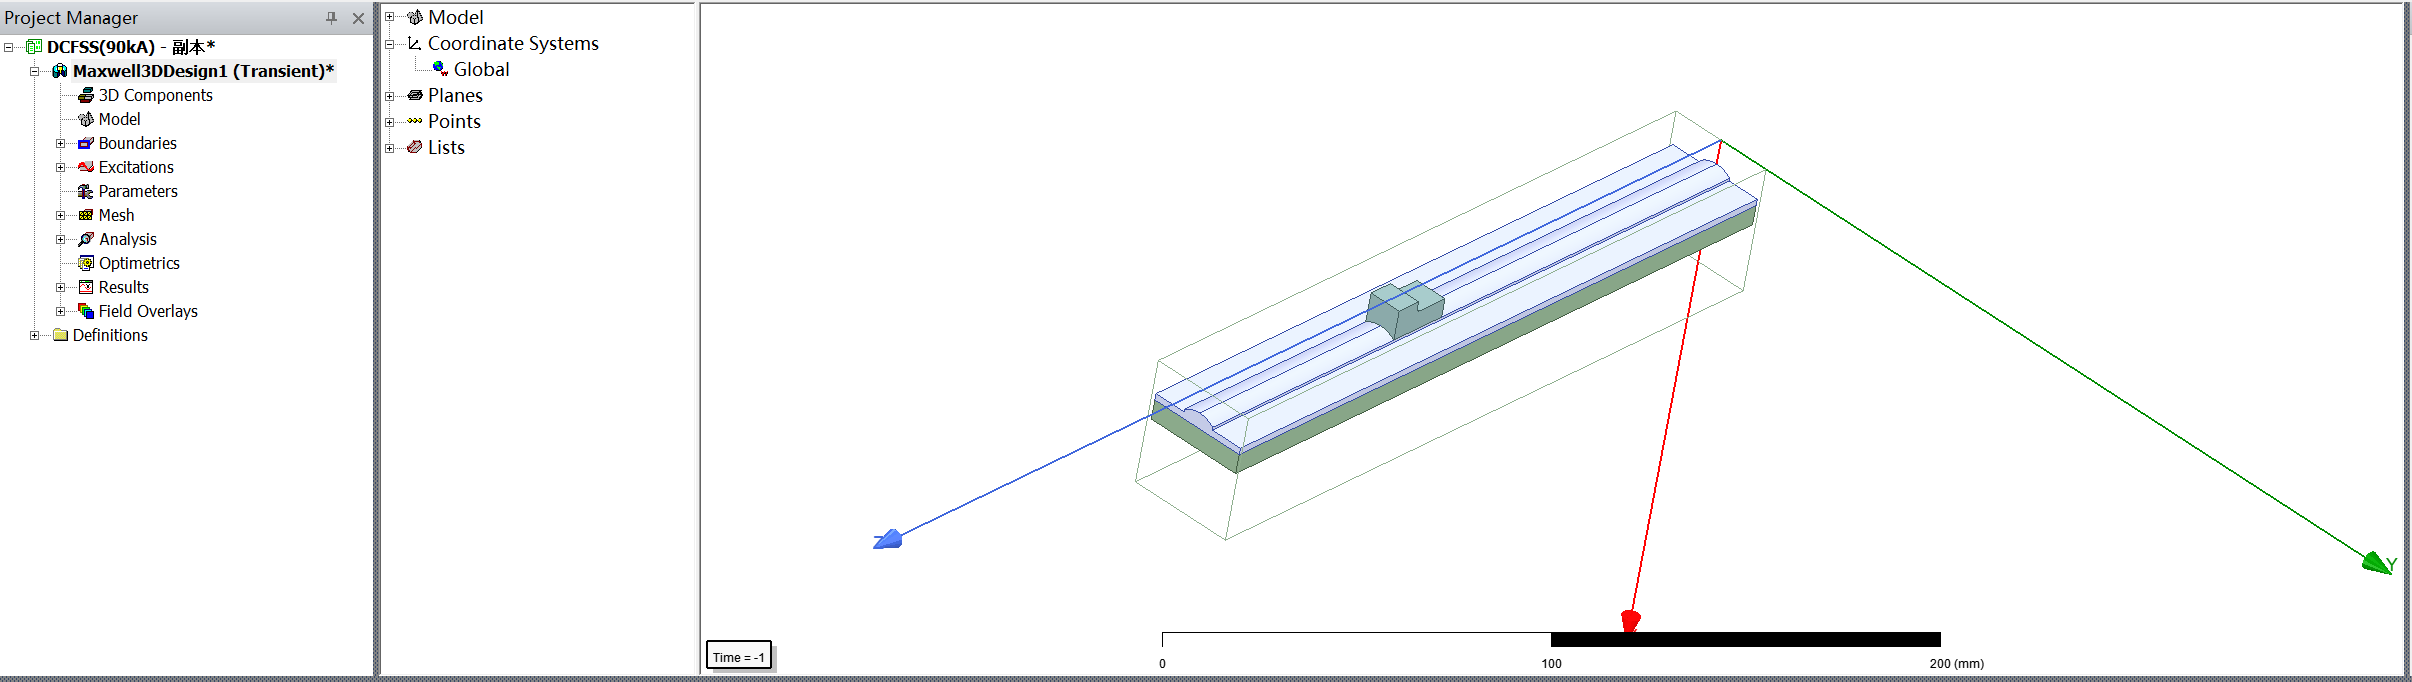 Project Manager
DCFSS(90kA) - 副本*
Maxwell3DDesign1 (Transient)*
3D Components
Model
Boundaries
Excitations
Parameters
Mesh
Analysis
Optimetrics
Results
Field Overlays
Definitions
Model
Coordinate Systems
Global
Planes
Points
Lists
Y
Time = -1
0 100 200 (mm)